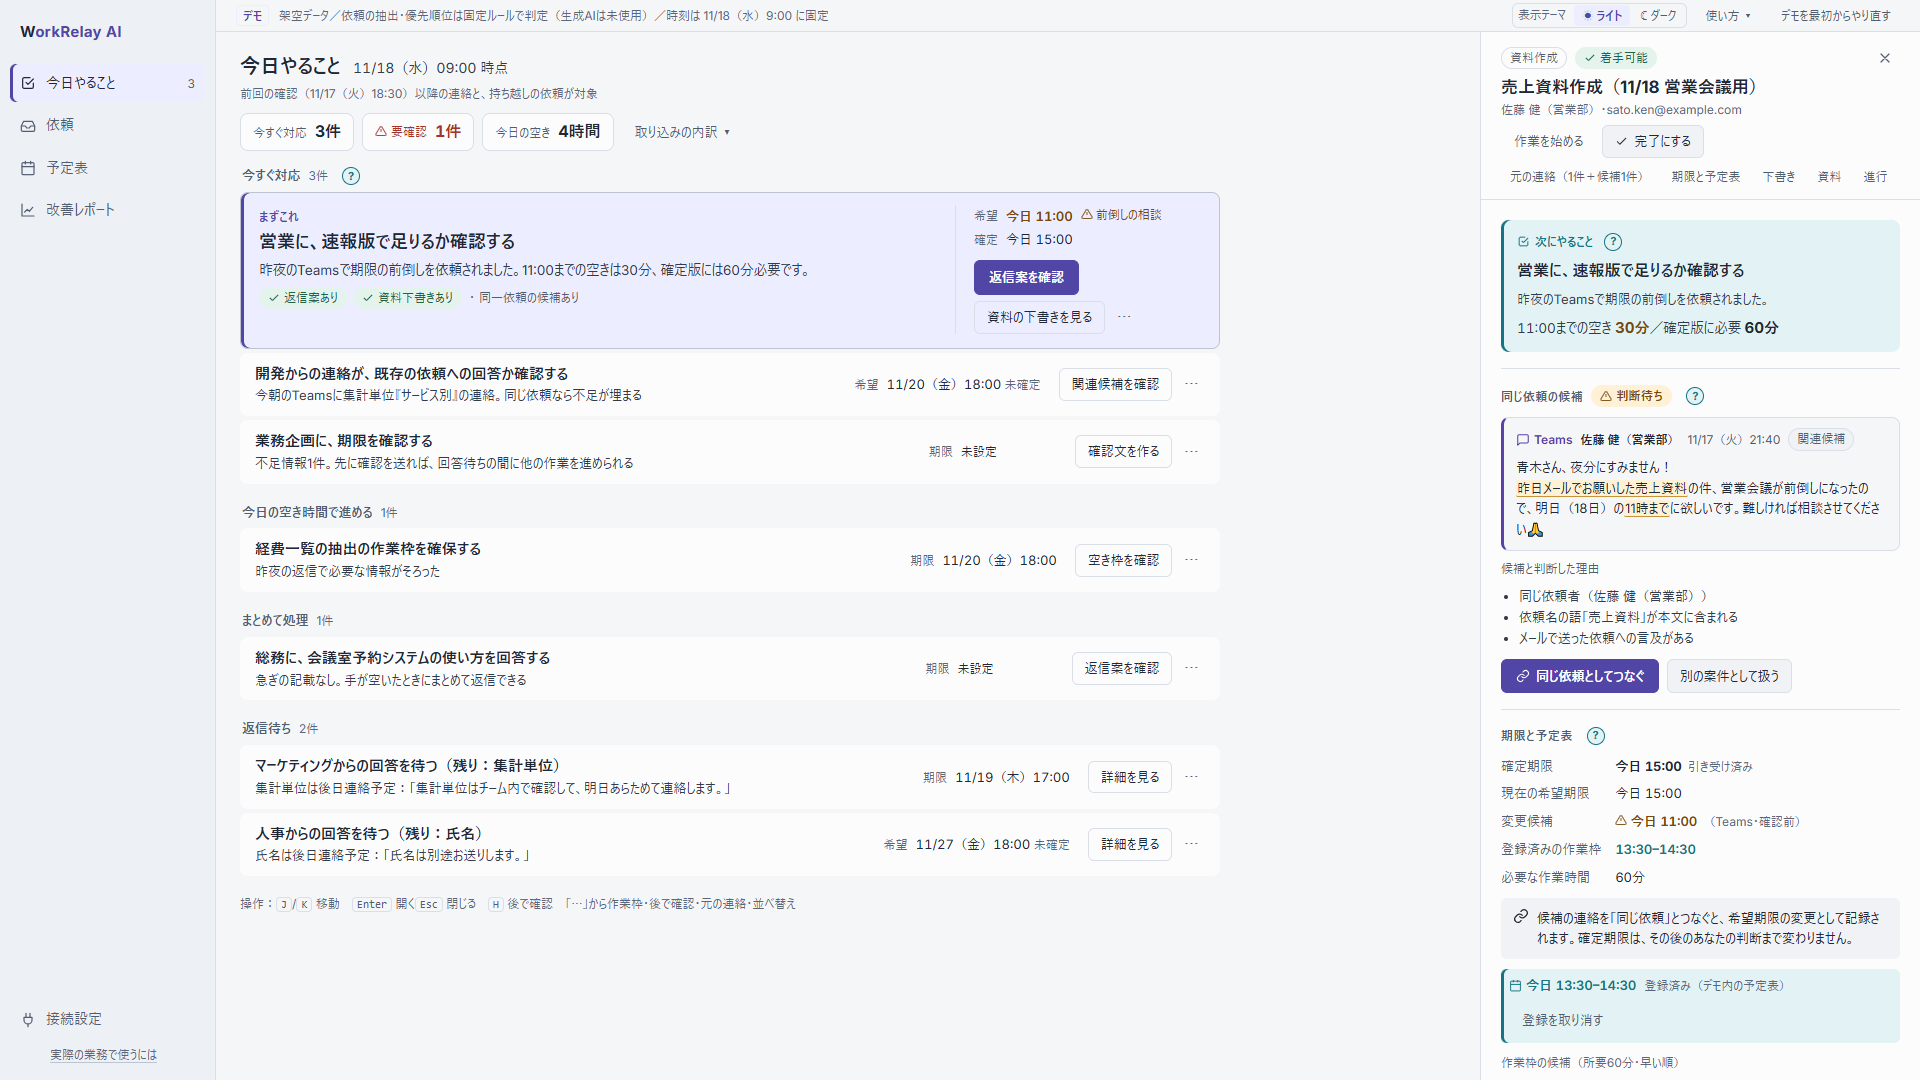 WorkRelay AI
今日やること 3
依頼
予定表
改善レポート
接続設定
実際の業務で使うには
デモ 架空データ／依頼の抽出・優先順位は固定ルールで判定（生成AIは未使用）／時刻は 11/18（水）9:00 に固定
表示テーマ ライト ダーク 使い方 ▾ デモを最初からやり直す
今日やること 11/18（水）09:00 時点
前回の確認（11/17（火）18:30）以降の連絡と、持ち越しの依頼が対象
今すぐ対応 3件 要確認 1件 今日の空き 4時間 取り込みの内訳 ▾
今すぐ対応 3件 ?
まずこれ
営業に、速報版で足りるか確認する
昨夜のTeamsで期限の前倒しを依頼されました。11:00までの空きは30分、確定版には60分必要です。
返信案あり 資料下書きあり ・同一依頼の候補あり
希望 今日 11:00 前倒しの相談
確定 今日 15:00
返信案を確認
資料の下書きを見る …
開発からの連絡が、既存の依頼への回答か確認する
今朝のTeamsに集計単位『サービス別』の連絡。同じ依頼なら不足が埋まる
希望 11/20（金）18:00 未確定 関連候補を確認 …
業務企画に、期限を確認する
不足情報1件。先に確認を送れば、回答待ちの間に他の作業を進められる
期限 未設定 確認文を作る …
今日の空き時間で進める 1件
経費一覧の抽出の作業枠を確保する
昨夜の返信で必要な情報がそろった
期限 11/20（金）18:00 空き枠を確認 …
まとめて処理 1件
総務に、会議室予約システムの使い方を回答する
急ぎの記載なし。手が空いたときにまとめて返信できる
期限 未設定 返信案を確認 …
返信待ち 2件
マーケティングからの回答を待つ（残り：集計単位）
集計単位は後日連絡予定：「集計単位はチーム内で確認して、明日あらためて連絡します。」
期限 11/19（木）17:00 詳細を見る …
人事からの回答を待つ（残り：氏名）
氏名は後日連絡予定：「氏名は別途お送りします。」
希望 11/27（金）18:00 未確定 詳細を見る …
操作： J / K 移動 Enter 開く Esc 閉じる H 後で確認 「…」から作業枠・後で確認・元の連絡・並べ替え
資料作成 着手可能
売上資料作成（11/18 営業会議用）
佐藤 健（営業部）・sato.ken@example.com
作業を始める 完了にする
元の連絡（1件＋候補1件） 期限と予定表 下書き 資料 進行
次にやること ?
営業に、速報版で足りるか確認する
昨夜のTeamsで期限の前倒しを依頼されました。
11:00までの空き 30分／確定版に必要 60分
同じ依頼の候補 判断待ち ?
Teams 佐藤 健（営業部） 11/17（火）21:40 関連候補
青木さん、夜分にすみません！
昨日メールでお願いした売上資料の件、営業会議が前倒しになったの
で、明日（18日）の11時までに欲しいです。難しければ相談させてくださ
い🙏
候補と判断した理由
• 同じ依頼者（佐藤 健（営業部））
• 依頼名の語「売上資料」が本文に含まれる
• メールで送った依頼への言及がある
同じ依頼としてつなぐ 別の案件として扱う
期限と予定表 ?
確定期限 今日 15:00 引き受け済み
現在の希望期限 今日 15:00
変更候補 今日 11:00 （Teams・確認前）
登録済みの作業枠 13:30–14:30
必要な作業時間 60分
候補の連絡を「同じ依頼」とつなぐと、希望期限の変更として記録さ
れます。確定期限は、その後のあなたの判断まで変わりません。
今日 13:30–14:30 登録済み（デモ内の予定表）
登録を取り消す
作業枠の候補（所要60分・早い順）